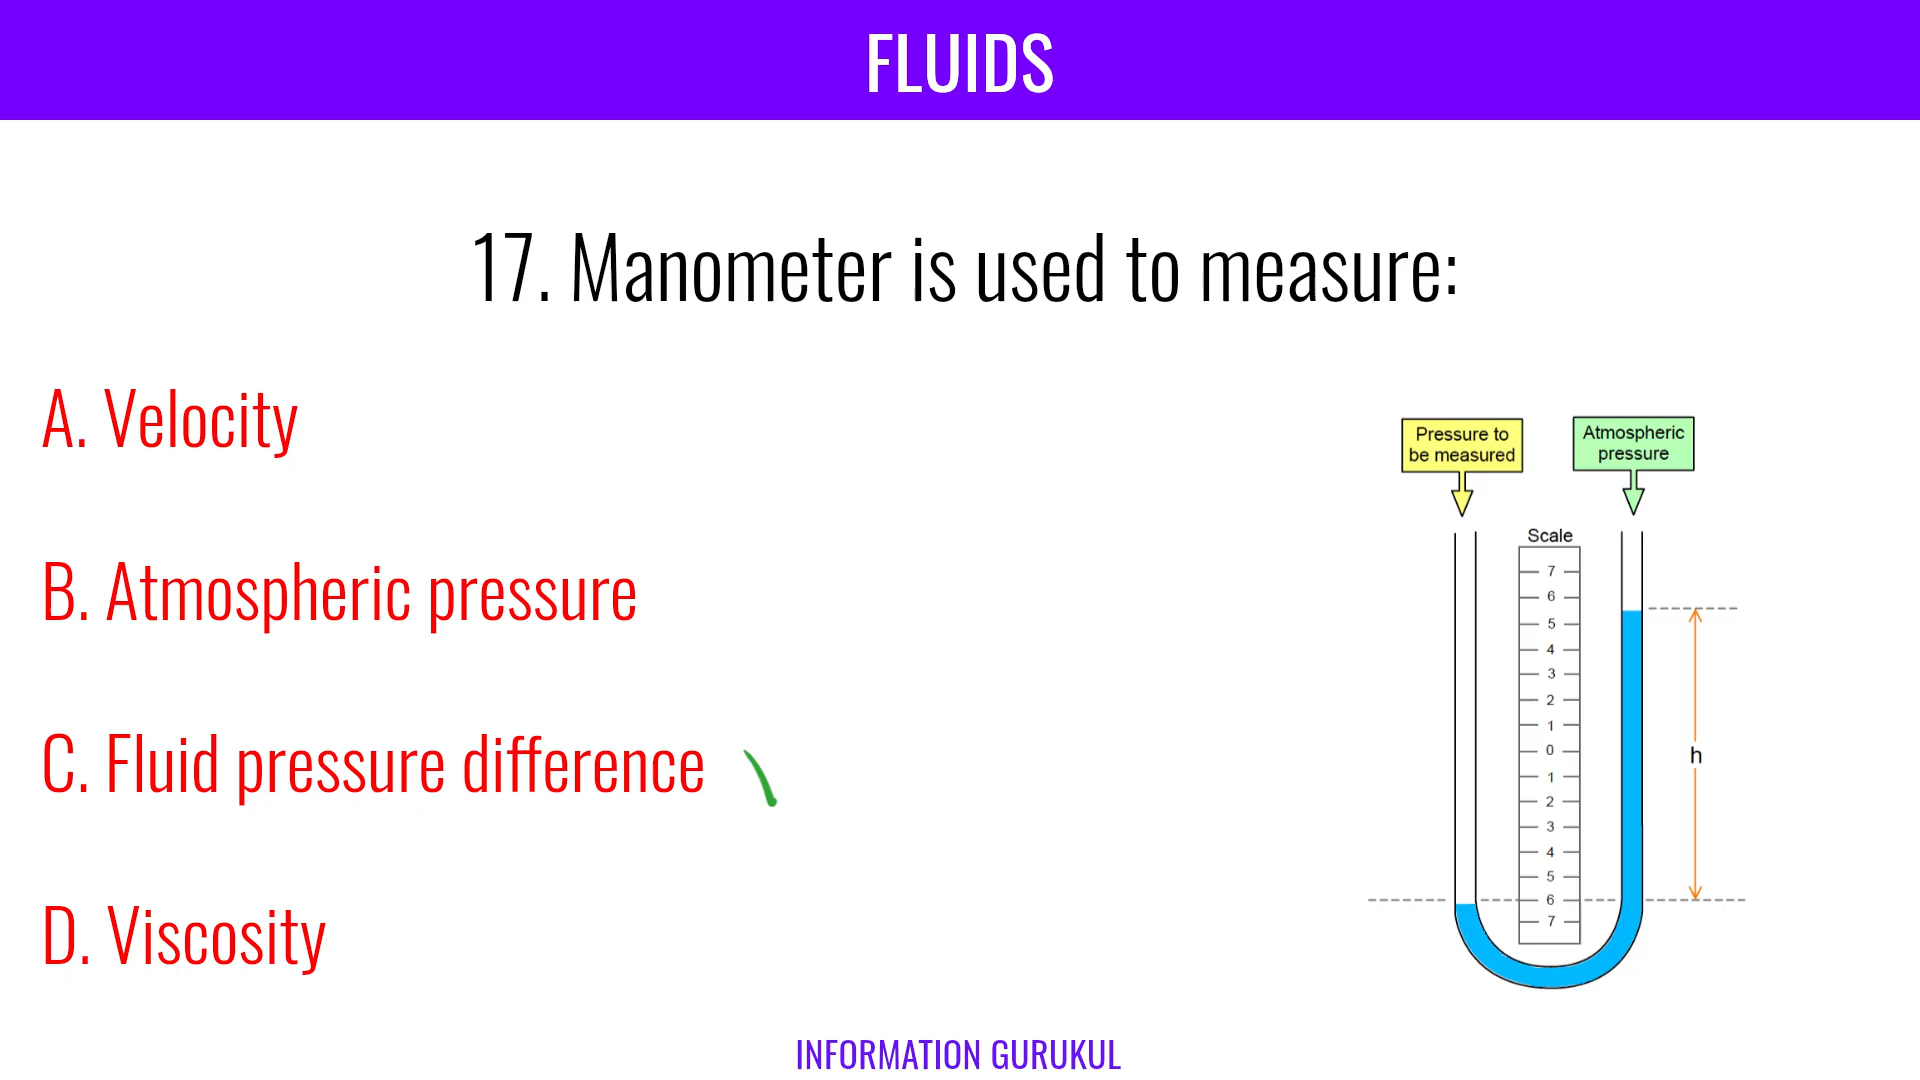 FLUIDS
17. Manometer is used to measure:
A. Velocity
B. Atmospheric pressure
C. Fluid pressure difference
D. Viscosity
Pressure to
be measured
Atmospheric
pressure
Scale
7
6
5
4
3
2
1
0
1
2
3
4
5
6
7
h
INFORMATION GURUKUL